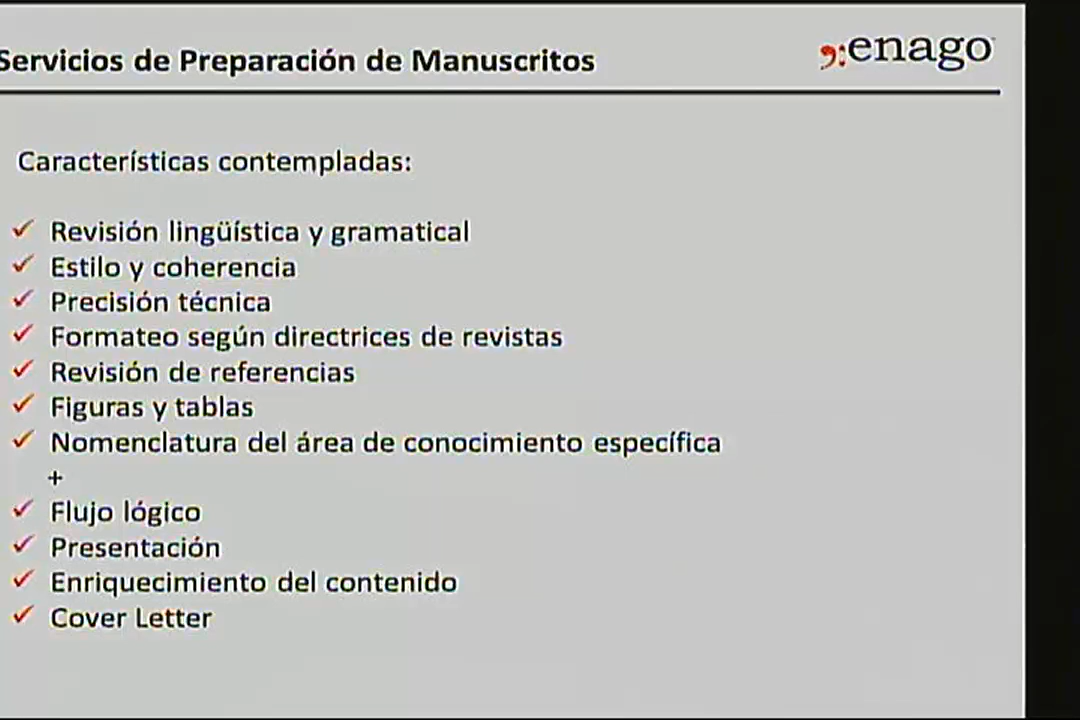 Servicios de Preparación de Manuscritos
enago
Características contempladas:
Revisión lingüística y gramatical
Estilo y coherencia
Precisión técnica
Formateo según directrices de revistas
Revisión de referencias
Figuras y tablas
Nomenclatura del área de conocimiento específica
+
Flujo lógico
Presentación
Enriquecimiento del contenido
Cover Letter